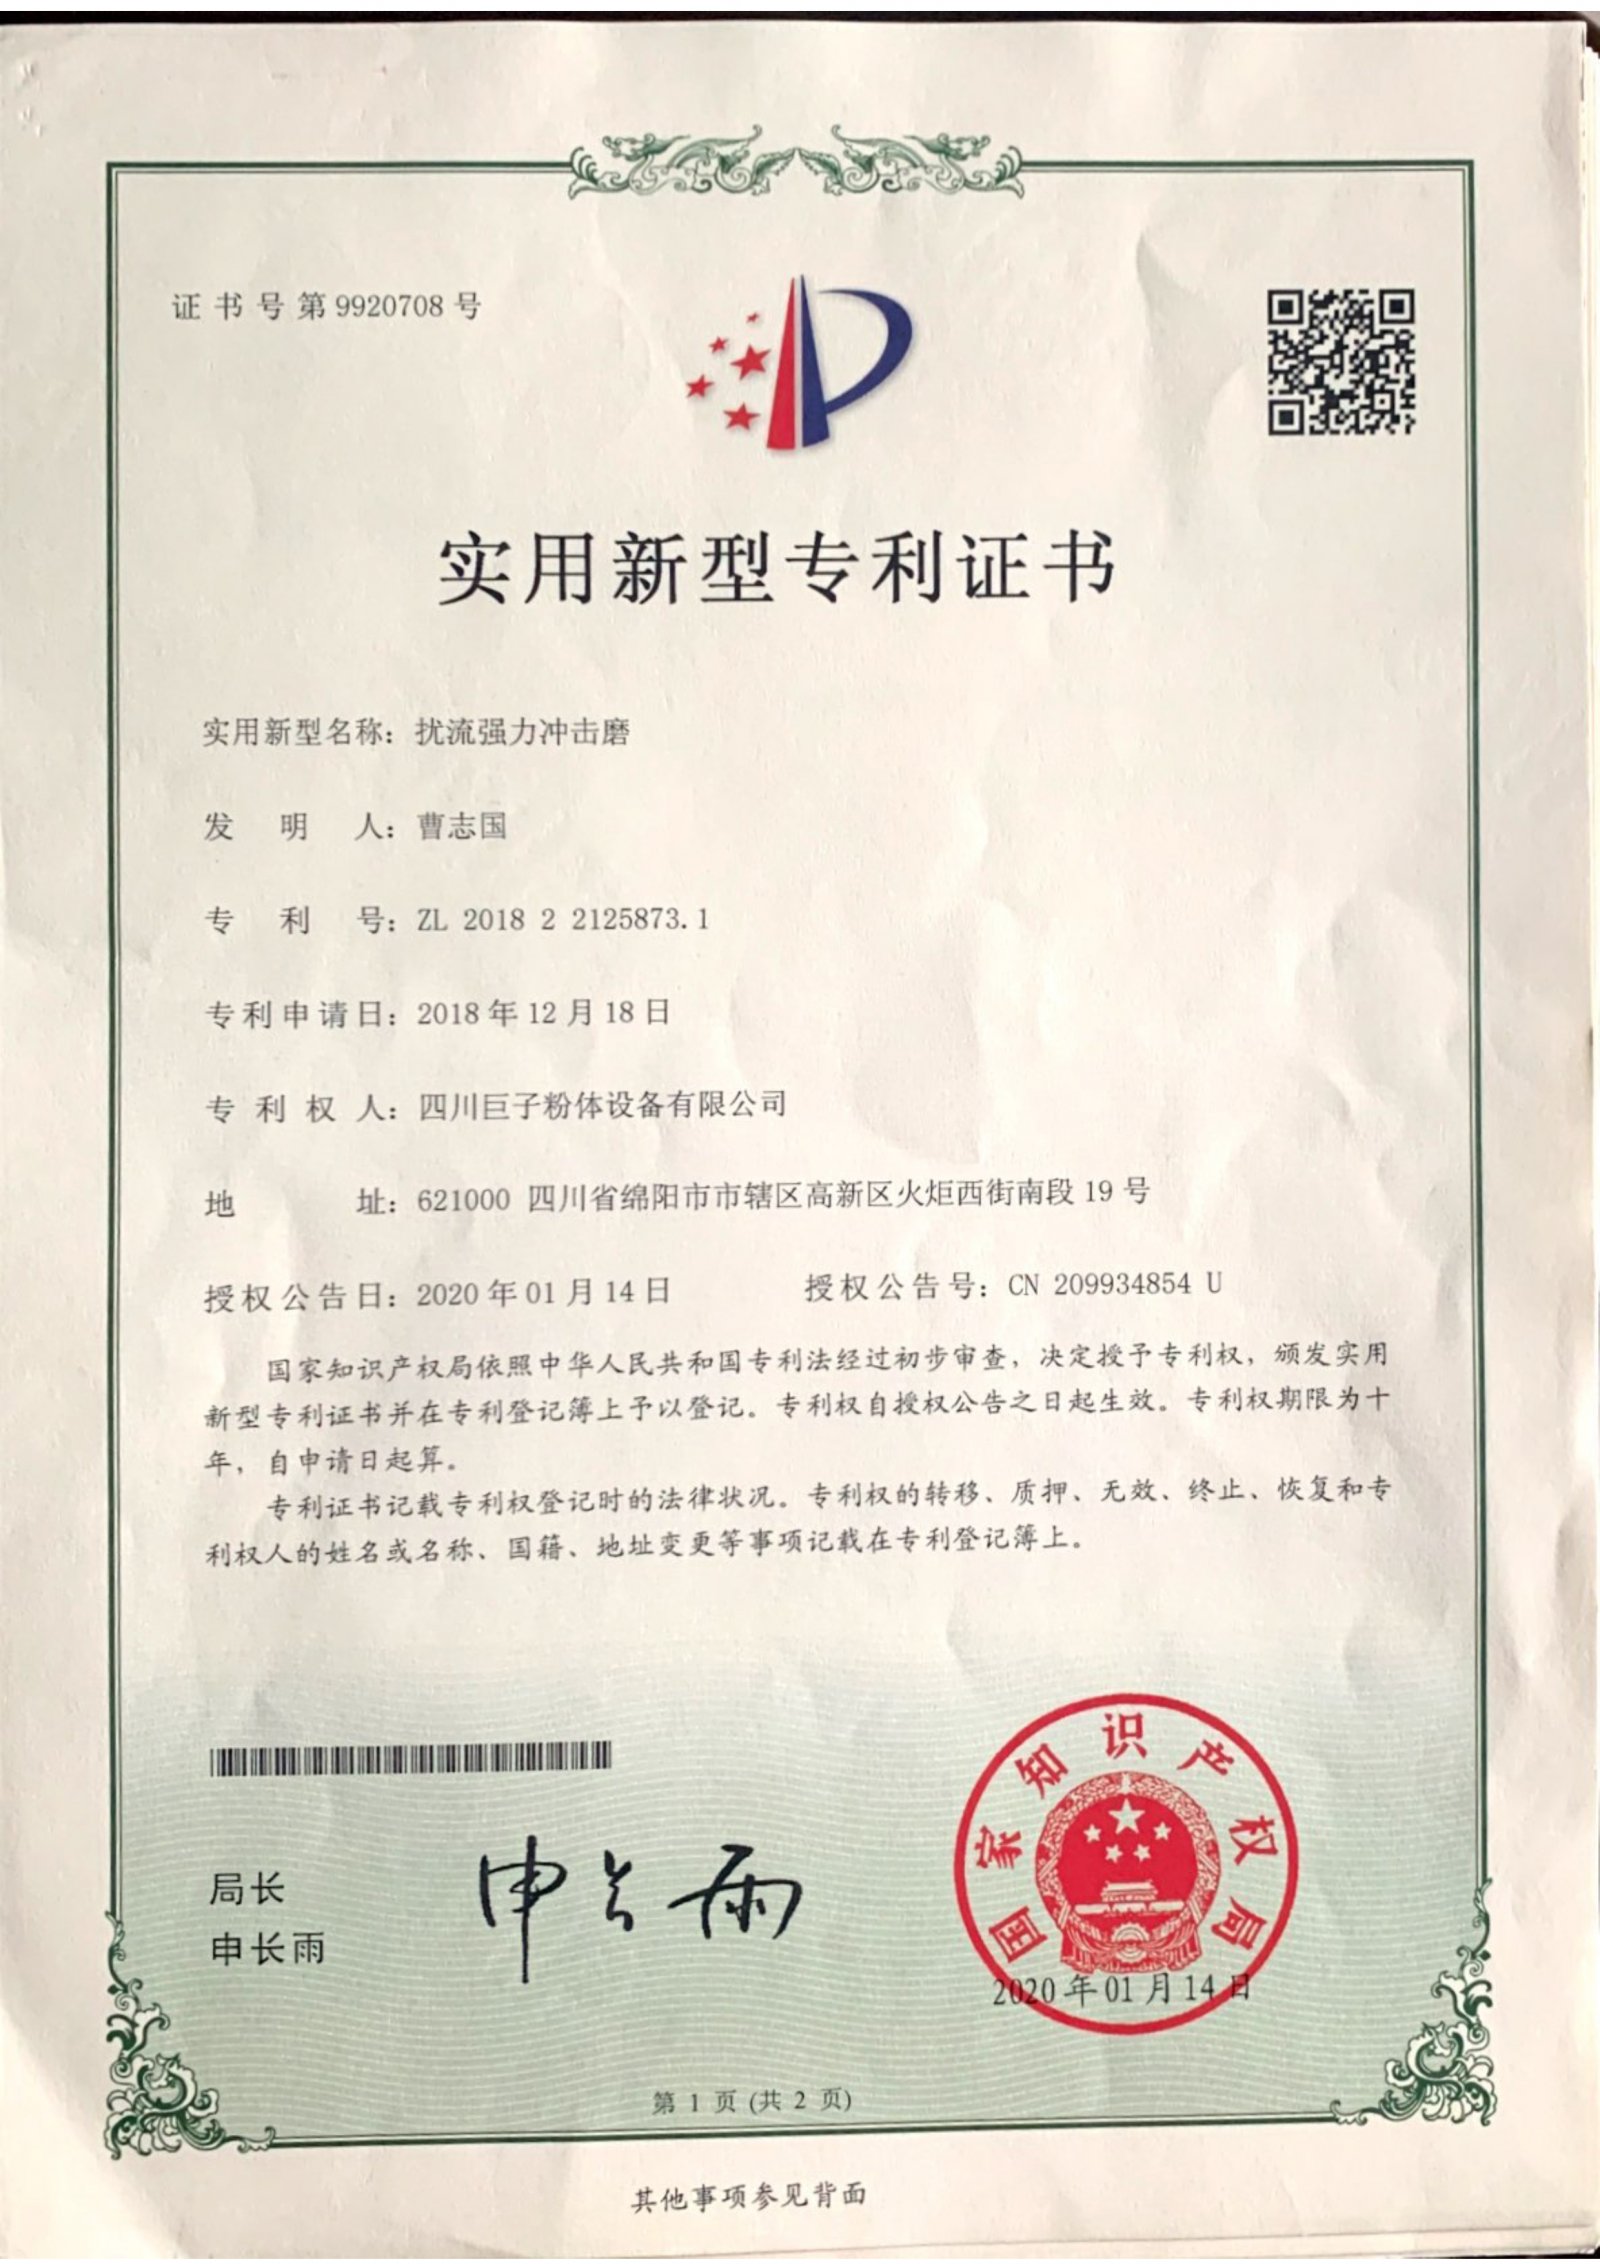 证书号第9920708号
实用新型专利证书
实用新型名称：扰流强力冲击磨
发明人：曹志国
专利号：ZL 2018 2 2125873.1
专利申请日：2018年12月18日
专利权人：四川巨子粉体设备有限公司
地址：621000 四川省绵阳市市辖区高新区火炬西街南段19号
授权公告日：2020年01月14日 授权公告号：CN 209934854 U
国家知识产权局依照中华人民共和国专利法经过初步审查，决定授予专利权，颁发实用
新型专利证书并在专利登记簿上予以登记。专利权自授权公告之日起生效。专利权期限为十
年，自申请日起算。
专利证书记载专利权登记时的法律状况。专利权的转移、质押、无效、终止、恢复和专
利权人的姓名或名称、国籍、地址变更等事项记载在专利登记簿上。
局长
申长雨
申长雨
国家知识产权局
2020年01月14日
第 1 页 (共 2 页)
其他事项参见背面